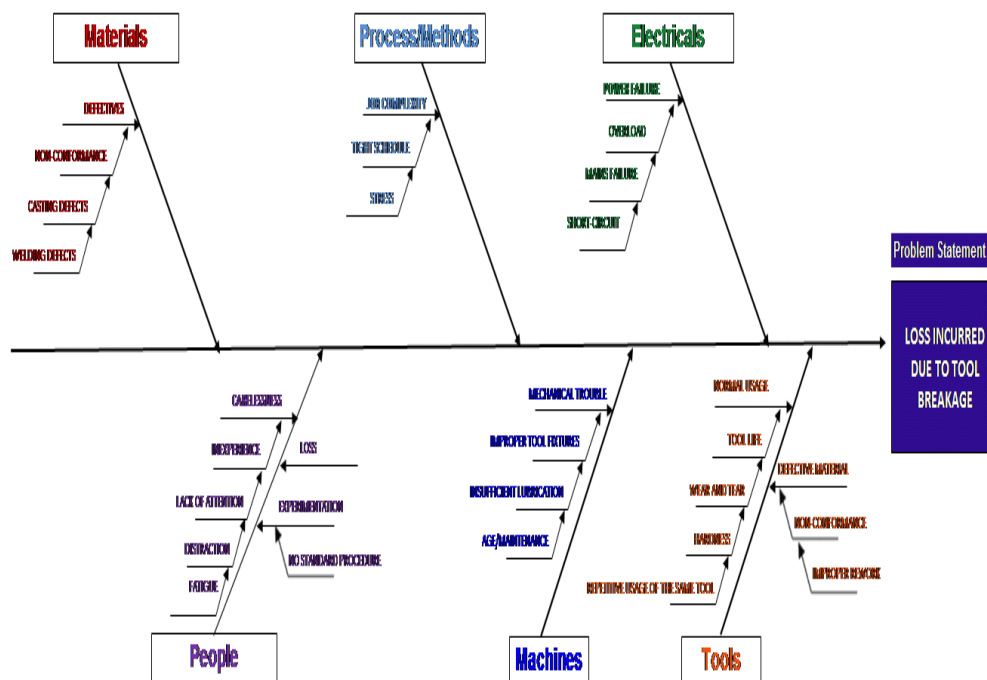 Materials
Process/Methods
Electricals
DEFECTIVES
NON-CONFORMANCE
CASTING DEFECTS
WELDING DEFECTS
JOB COMPLEXITY
TIGHT SCHEDULE
STRESS
POWER FAILURE
OVERLOAD
MAINS FAILURE
SHORT-CIRCUIT
Problem Statement
LOSS INCURRED
DUE TO TOOL
BREAKAGE
CARELESSNESS
INEXPERIENCE
LACK OF ATTENTION
DISTRACTION
FATIGUE
LOSS
EXPERIMENTATION
NO STANDARD PROCEDURE
MECHANICAL TROUBLE
IMPROPER TOOL FIXTURES
INSUFFICIENT LUBRICATION
AGE/MAINTENANCE
NORMAL USAGE
TOOL LIFE
WEAR AND TEAR
HARDNESS
REPETITIVE USAGE OF THE SAME TOOL
DEFECTIVE MATERIAL
NON-CONFORMANCE
IMPROPER REWORK
People
Machines
Tools